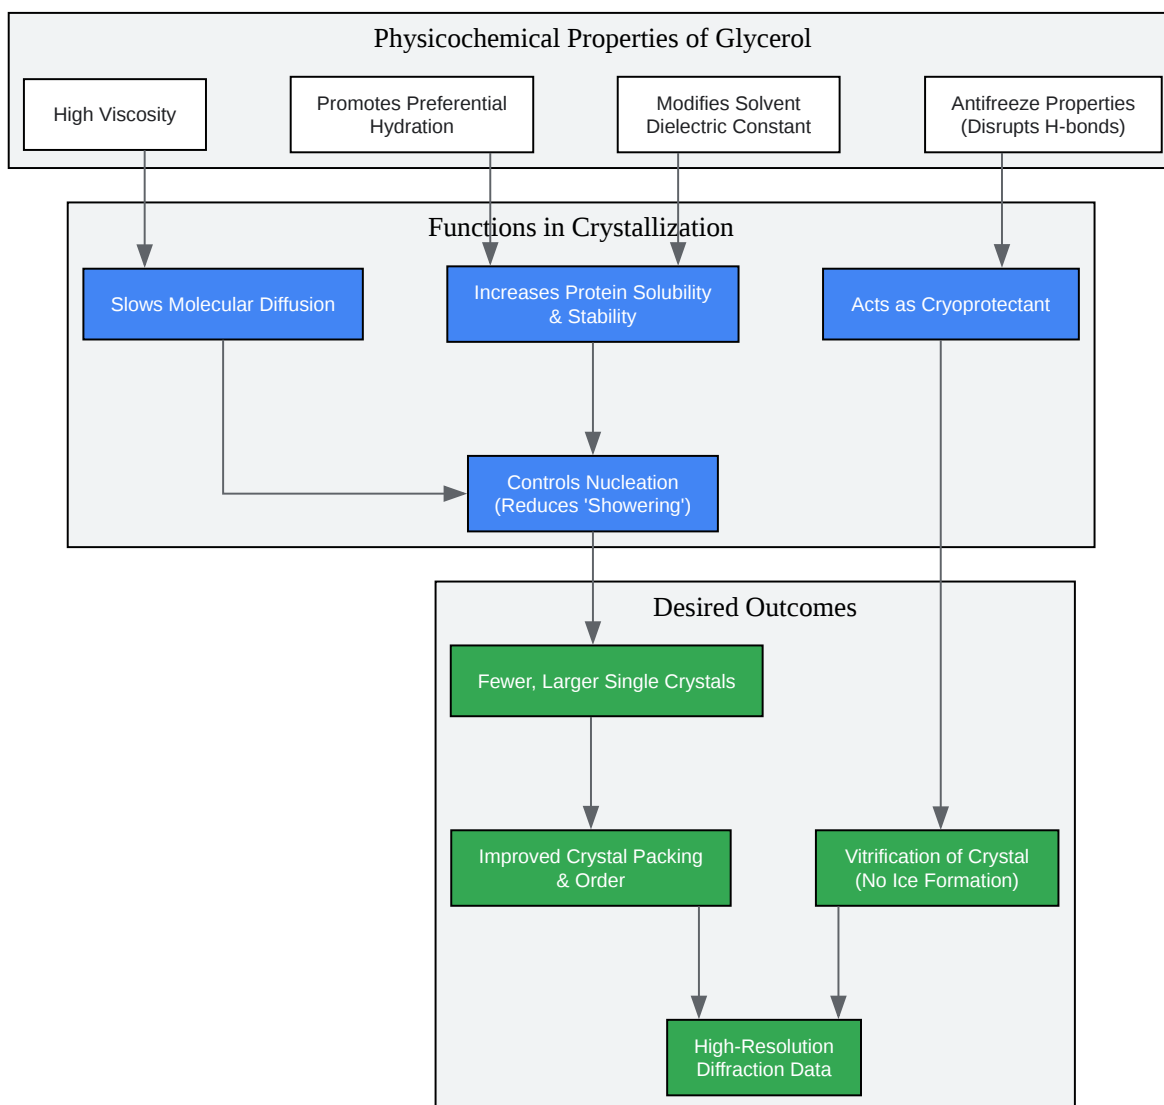 Physicochemical Properties of Glycerol
High Viscosity
Promotes Preferential
Hydration
Modifies Solvent
Dielectric Constant
Antifreeze Properties
(Disrupts H-bonds)
Functions in Crystallization
Slows Molecular Diffusion
Increases Protein Solubility
& Stability
Acts as Cryoprotectant
Controls Nucleation
(Reduces 'Showering')
Desired Outcomes
Fewer, Larger Single Crystals
Improved Crystal Packing
& Order
Vitrification of Crystal
(No Ice Formation)
High-Resolution
Diffraction Data